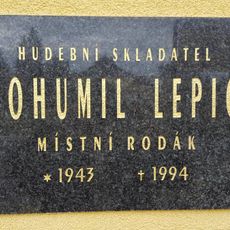 HUDEBNÍ SKLADATEL
OHUMIL LEPI
MÍSTNÍ RODÁK
* 1943 † 1994